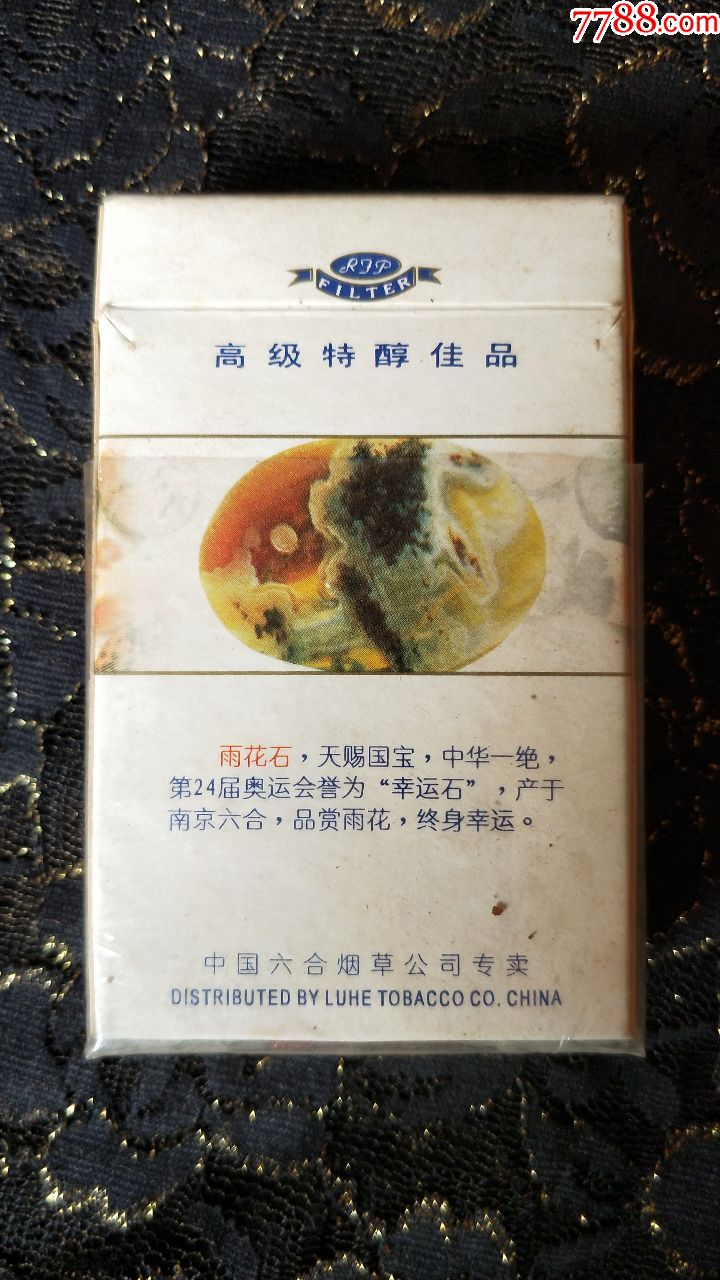 7788.com
RJP
FILTER
高级特醇佳品
雨花石，天赐国宝，中华一绝，
第24届奥运会誉为“幸运石”，产于
南京六合，品赏雨花，终身幸运。
中国六合烟草公司专卖
DISTRIBUTED BY LUHE TOBACCO CO. CHINA